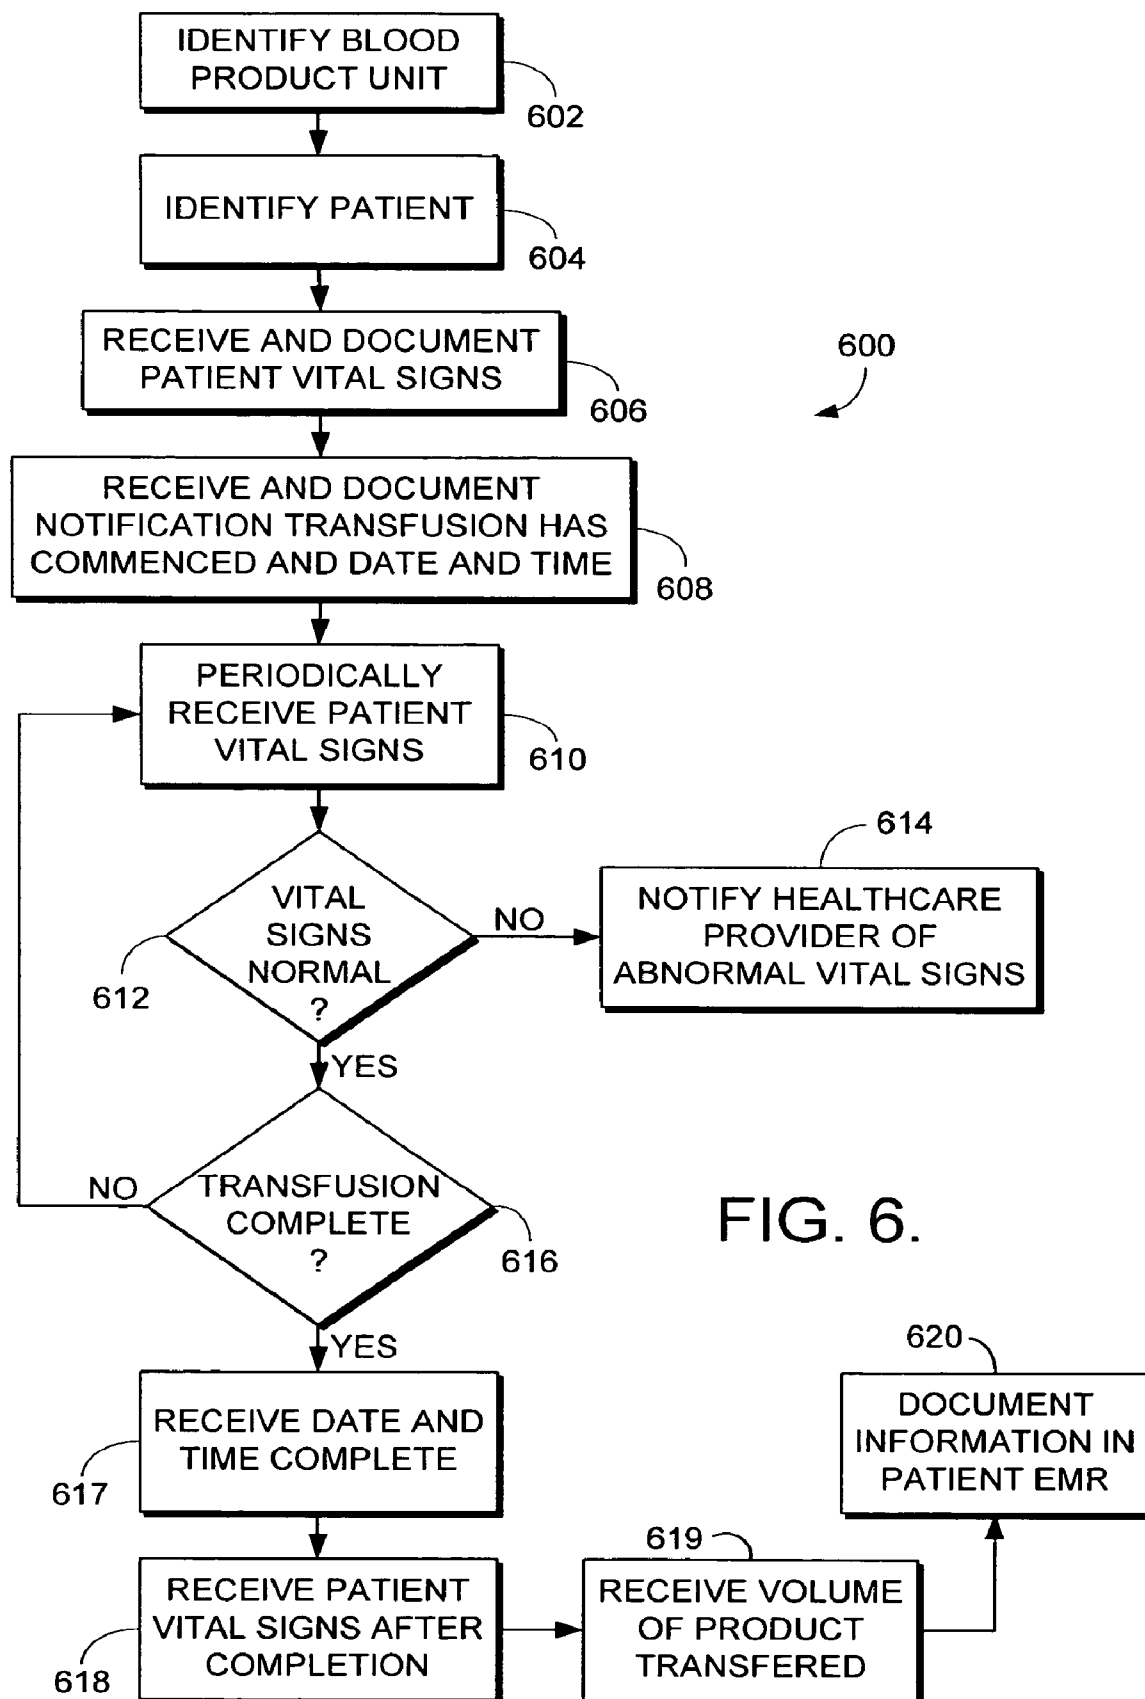 IDENTIFY BLOOD
PRODUCT UNIT
602
IDENTIFY PATIENT
604
RECEIVE AND DOCUMENT
PATIENT VITAL SIGNS
606
600
RECEIVE AND DOCUMENT
NOTIFICATION TRANSFUSION HAS
COMMENCED AND DATE AND TIME
608
PERIODICALLY
RECEIVE PATIENT
VITAL SIGNS
610
VITAL
SIGNS
NORMAL
?
612
NO
614
NOTIFY HEALTHCARE
PROVIDER OF
ABNORMAL VITAL SIGNS
YES
TRANSFUSION
COMPLETE
?
616
NO
FIG. 6.
YES
RECEIVE DATE AND
TIME COMPLETE
617
RECEIVE PATIENT
VITAL SIGNS AFTER
COMPLETION
618
619
RECEIVE VOLUME
OF PRODUCT
TRANSFERED
620
DOCUMENT
INFORMATION IN
PATIENT EMR